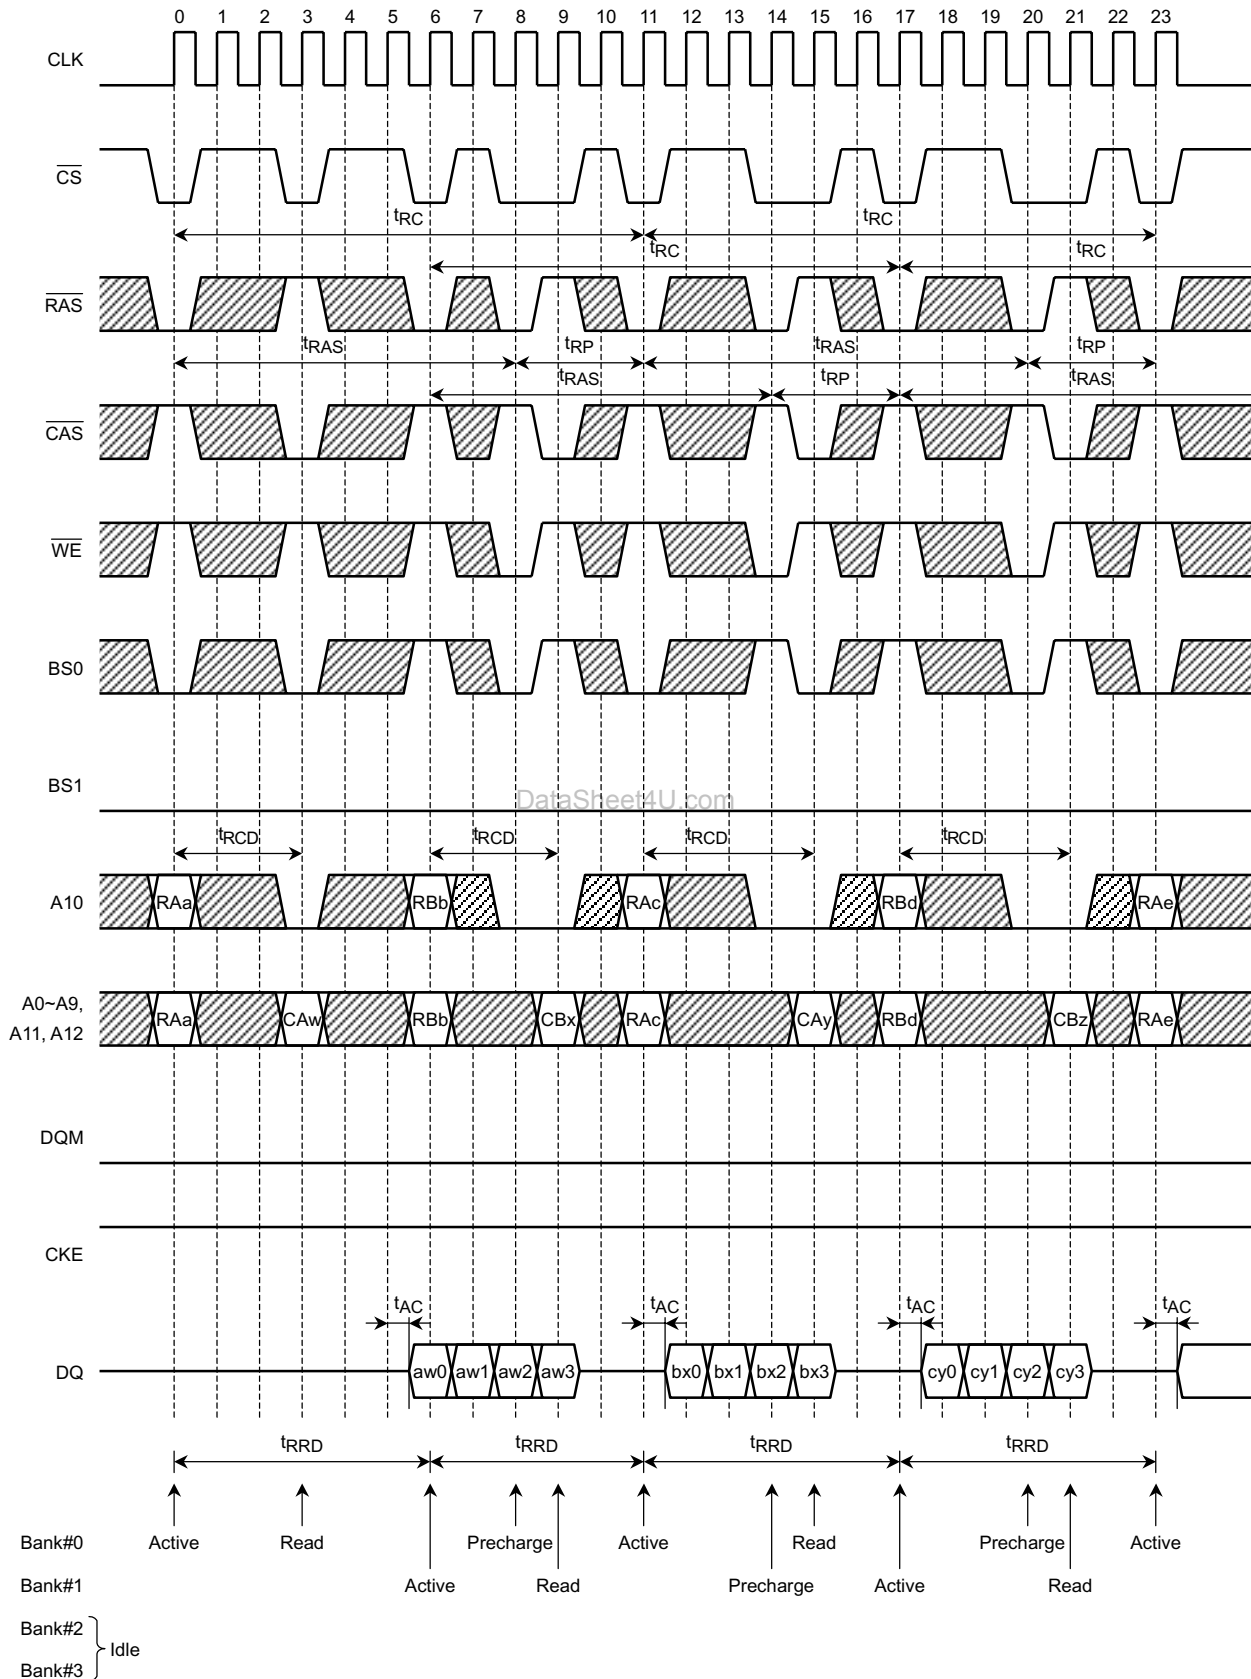 0 1 2 3 4 5 6 7 8 9 10 11 12 13 14 15 16 17 18 19 20 21 22 23
CLK
CS
tRC tRC
tRC tRC
RAS
tRAS tRP tRAS tRP
tRAS tRP tRAS
CAS
WE
BS0
BS1
DataSheet4U.com
tRCD tRCD tRCD tRCD
A10 RAa RBb RAc RBd RAe
A0~A9,
A11, A12
RAa CAw RBb CBx RAc CAy RBd CBz RAe
DQM
CKE
tAC tAC tAC tAC
DQ aw0 aw1 aw2 aw3 bx0 bx1 bx2 bx3 cy0 cy1 cy2 cy3
tRRD tRRD tRRD tRRD
Bank#0 Active Read Precharge Active Read Precharge Active
Bank#1 Active Read Precharge Active Read
Bank#2
Idle
Bank#3